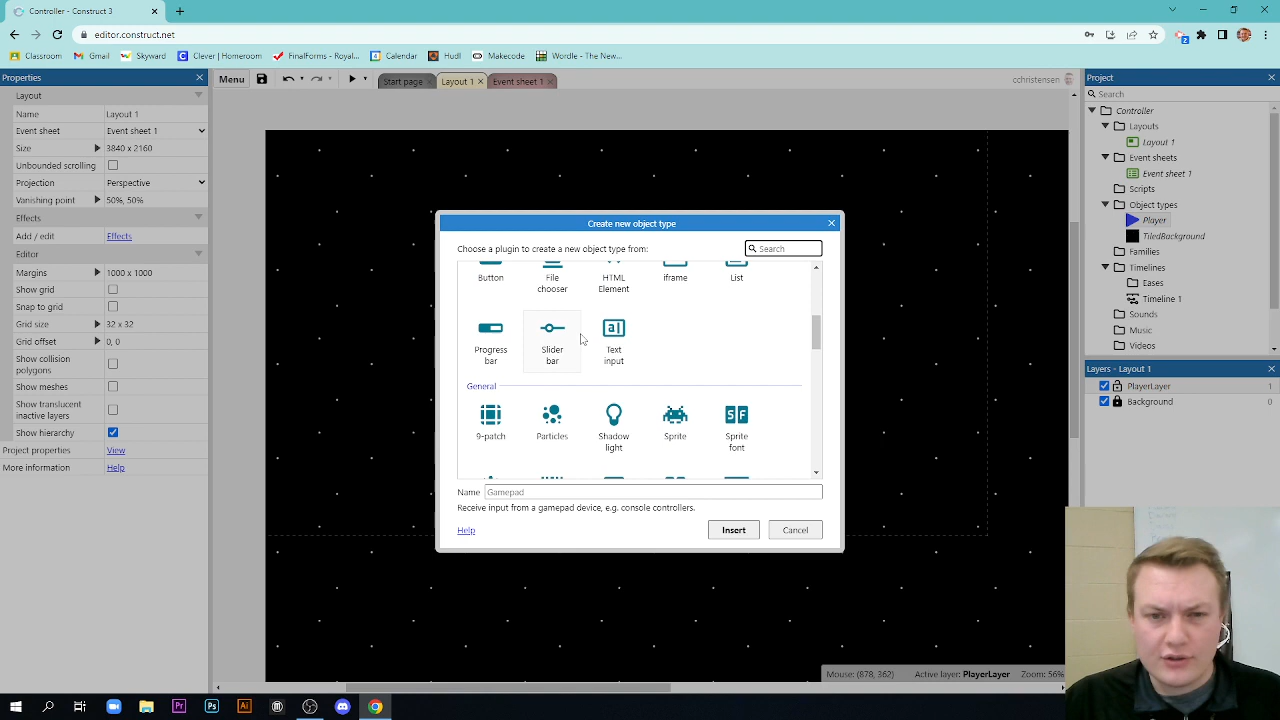 Controller - Construct 3
editor.construct.net
Classroom
Gmail
Skyward
Clever | Homeroom
FinalForms - Royal...
Calendar
Hudl
Makecode
Wordle - The New...
Properties
Menu
Start page
Layout 1
Event sheet 1
cchristensen
Project
Layout
Name
Layout 1
Event sheet
Event sheet 1
Size
3840 x 2160
Unbounded scrolling
Projection
Perspective
Vanishing point
50%, 50%
Effects
Add / edit
Effects
Editor
Margins
1000 x 1000
Show grid
Snap to grid
Grid size
32 x 32
Grid offset
0, 0
Show collision
polygons
Show meshes
Show translucent
inactive layers
Show hierarchy
Project properties
View
More information
Help
Create new object type
Choose a plugin to create a new object type from:
Search
Button
File
chooser
HTML
Element
iframe
List
Progress
bar
Slider
bar
Text
input
General
9-patch
Particles
Shadow
light
Sprite
Sprite
font
Name
Gamepad
Receive input from a gamepad device, e.g. console controllers.
Help
Insert
Cancel
Search
Controller
Layouts
Layout 1
Event sheets
Event sheet 1
Scripts
Object types
Player
TiledBackground
Families
Timelines
Eases
Timeline 1
Sounds
Music
Videos
Layers - Layout 1
PlayerLayer
1
Background
0
Mouse: (878, 362)
Active layer: PlayerLayer
Zoom: 56%